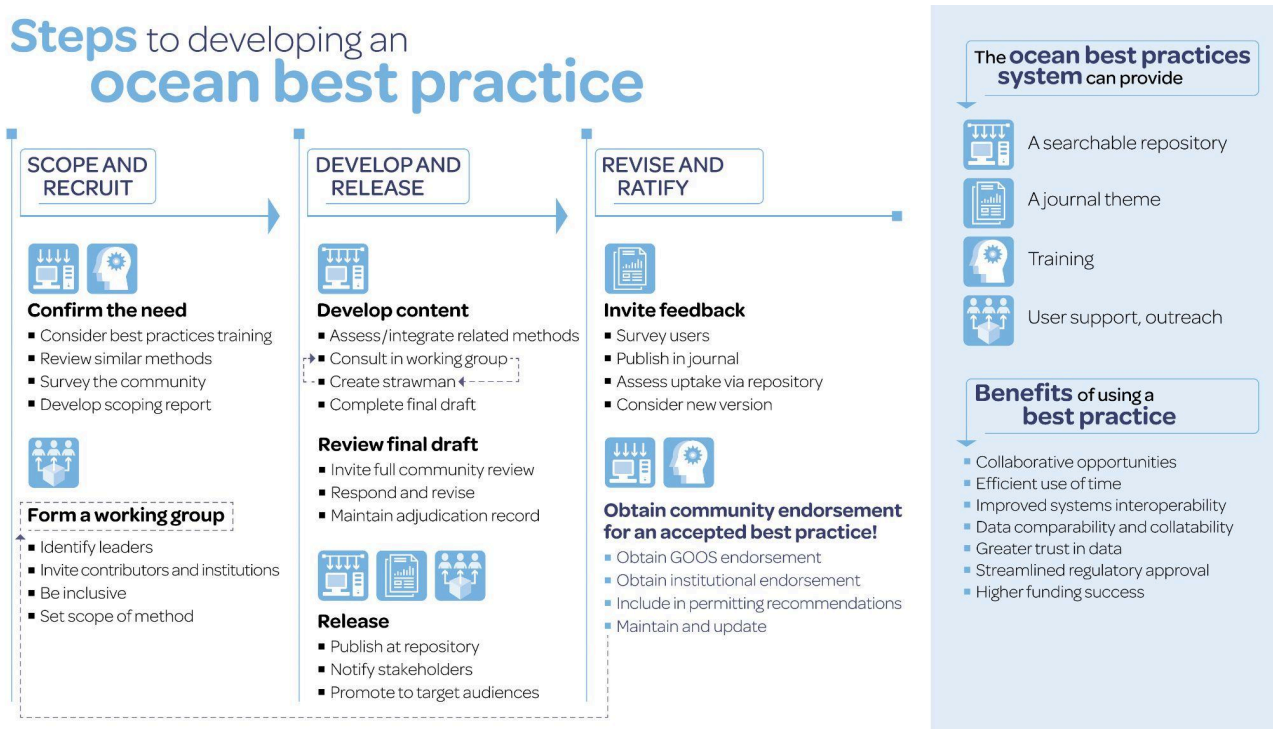 Steps to developing an
ocean best practice
SCOPE AND
RECRUIT
Confirm the need
▪ Consider best practices training
▪ Review similar methods
▪ Survey the community
▪ Develop scoping report
Form a working group
▪ Identify leaders
▪ Invite contributors and institutions
▪ Be inclusive
▪ Set scope of method
DEVELOP AND
RELEASE
Develop content
▪ Assess/integrate related methods
▪ Consult in working group
▪ Create strawman
▪ Complete final draft
Review final draft
▪ Invite full community review
▪ Respond and revise
▪ Maintain adjudication record
Release
▪ Publish at repository
▪ Notify stakeholders
▪ Promote to target audiences
REVISE AND
RATIFY
Invite feedback
▪ Survey users
▪ Publish in journal
▪ Assess uptake via repository
▪ Consider new version
Obtain community endorsement
for an accepted best practice!
▪ Obtain GOOS endorsement
▪ Obtain institutional endorsement
▪ Include in permitting recommendations
▪ Maintain and update
The ocean best practices
system can provide
A searchable repository
A journal theme
Training
User support, outreach
Benefits of using a
best practice
▪ Collaborative opportunities
▪ Efficient use of time
▪ Improved systems interoperability
▪ Data comparability and collatability
▪ Greater trust in data
▪ Streamlined regulatory approval
▪ Higher funding success